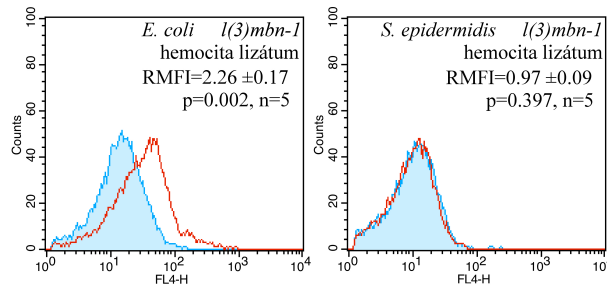 E. coli l(3)mbn-1
hemocita lizátum
RMFI=2.26 ±0.17
p=0.002, n=5
Counts
100
80
60
40
20
0
10^0 10^1 10^2 10^3 10^4
FL4-H
S. epidermidis l(3)mbn-1
hemocita lizátum
RMFI=0.97 ±0.09
p=0.397, n=5
Counts
100
80
60
40
20
0
10^0 10^1 10^2 10^3 10
FL4-H